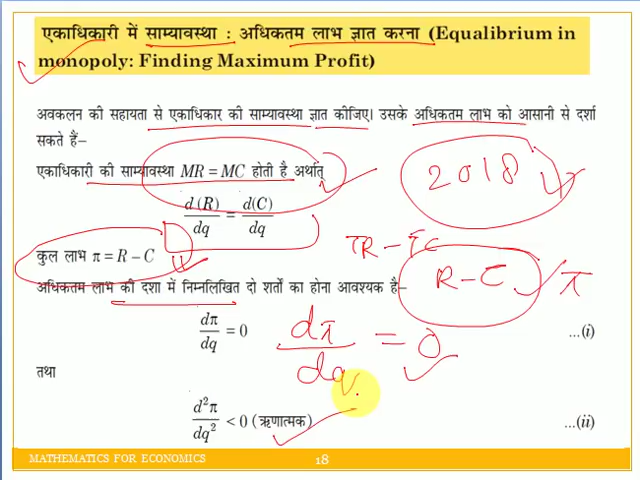 एकाधिकारी में साम्यावस्था : अधिकतम लाभ ज्ञात करना (Equalibrium in
monopoly: Finding Maximum Profit)
अवकलन की सहायता से एकाधिकार की साम्यावस्था ज्ञात कीजिए। उसके अधिकतम लाभ को आसानी से दर्शा
सकते हैं–
एकाधिकारी की साम्यावस्था MR = MC होती है अर्थात्
2018
d (R)/dq = d(C)/dq
TR – TC
कुल लाभ π = R – C
R – C π
अधिकतम लाभ की दशा में निम्नलिखित दो शर्तों का होना आवश्यक है–
dπ/dq = 0 dπ/dq = 0 ...(i)
तथा
d²π/dq² < 0 (ऋणात्मक) ...(ii)
MATHEMATICS FOR ECONOMICS 18